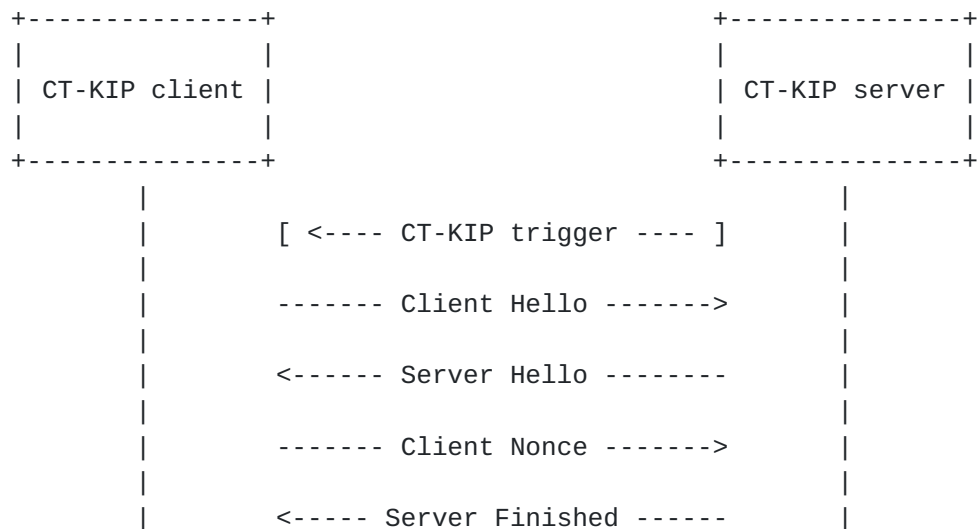 CT-KIP client CT-KIP server
[ <---- CT-KIP trigger ---- ]
------- Client Hello ------->
<------ Server Hello --------
------- Client Nonce ------->
<----- Server Finished ------